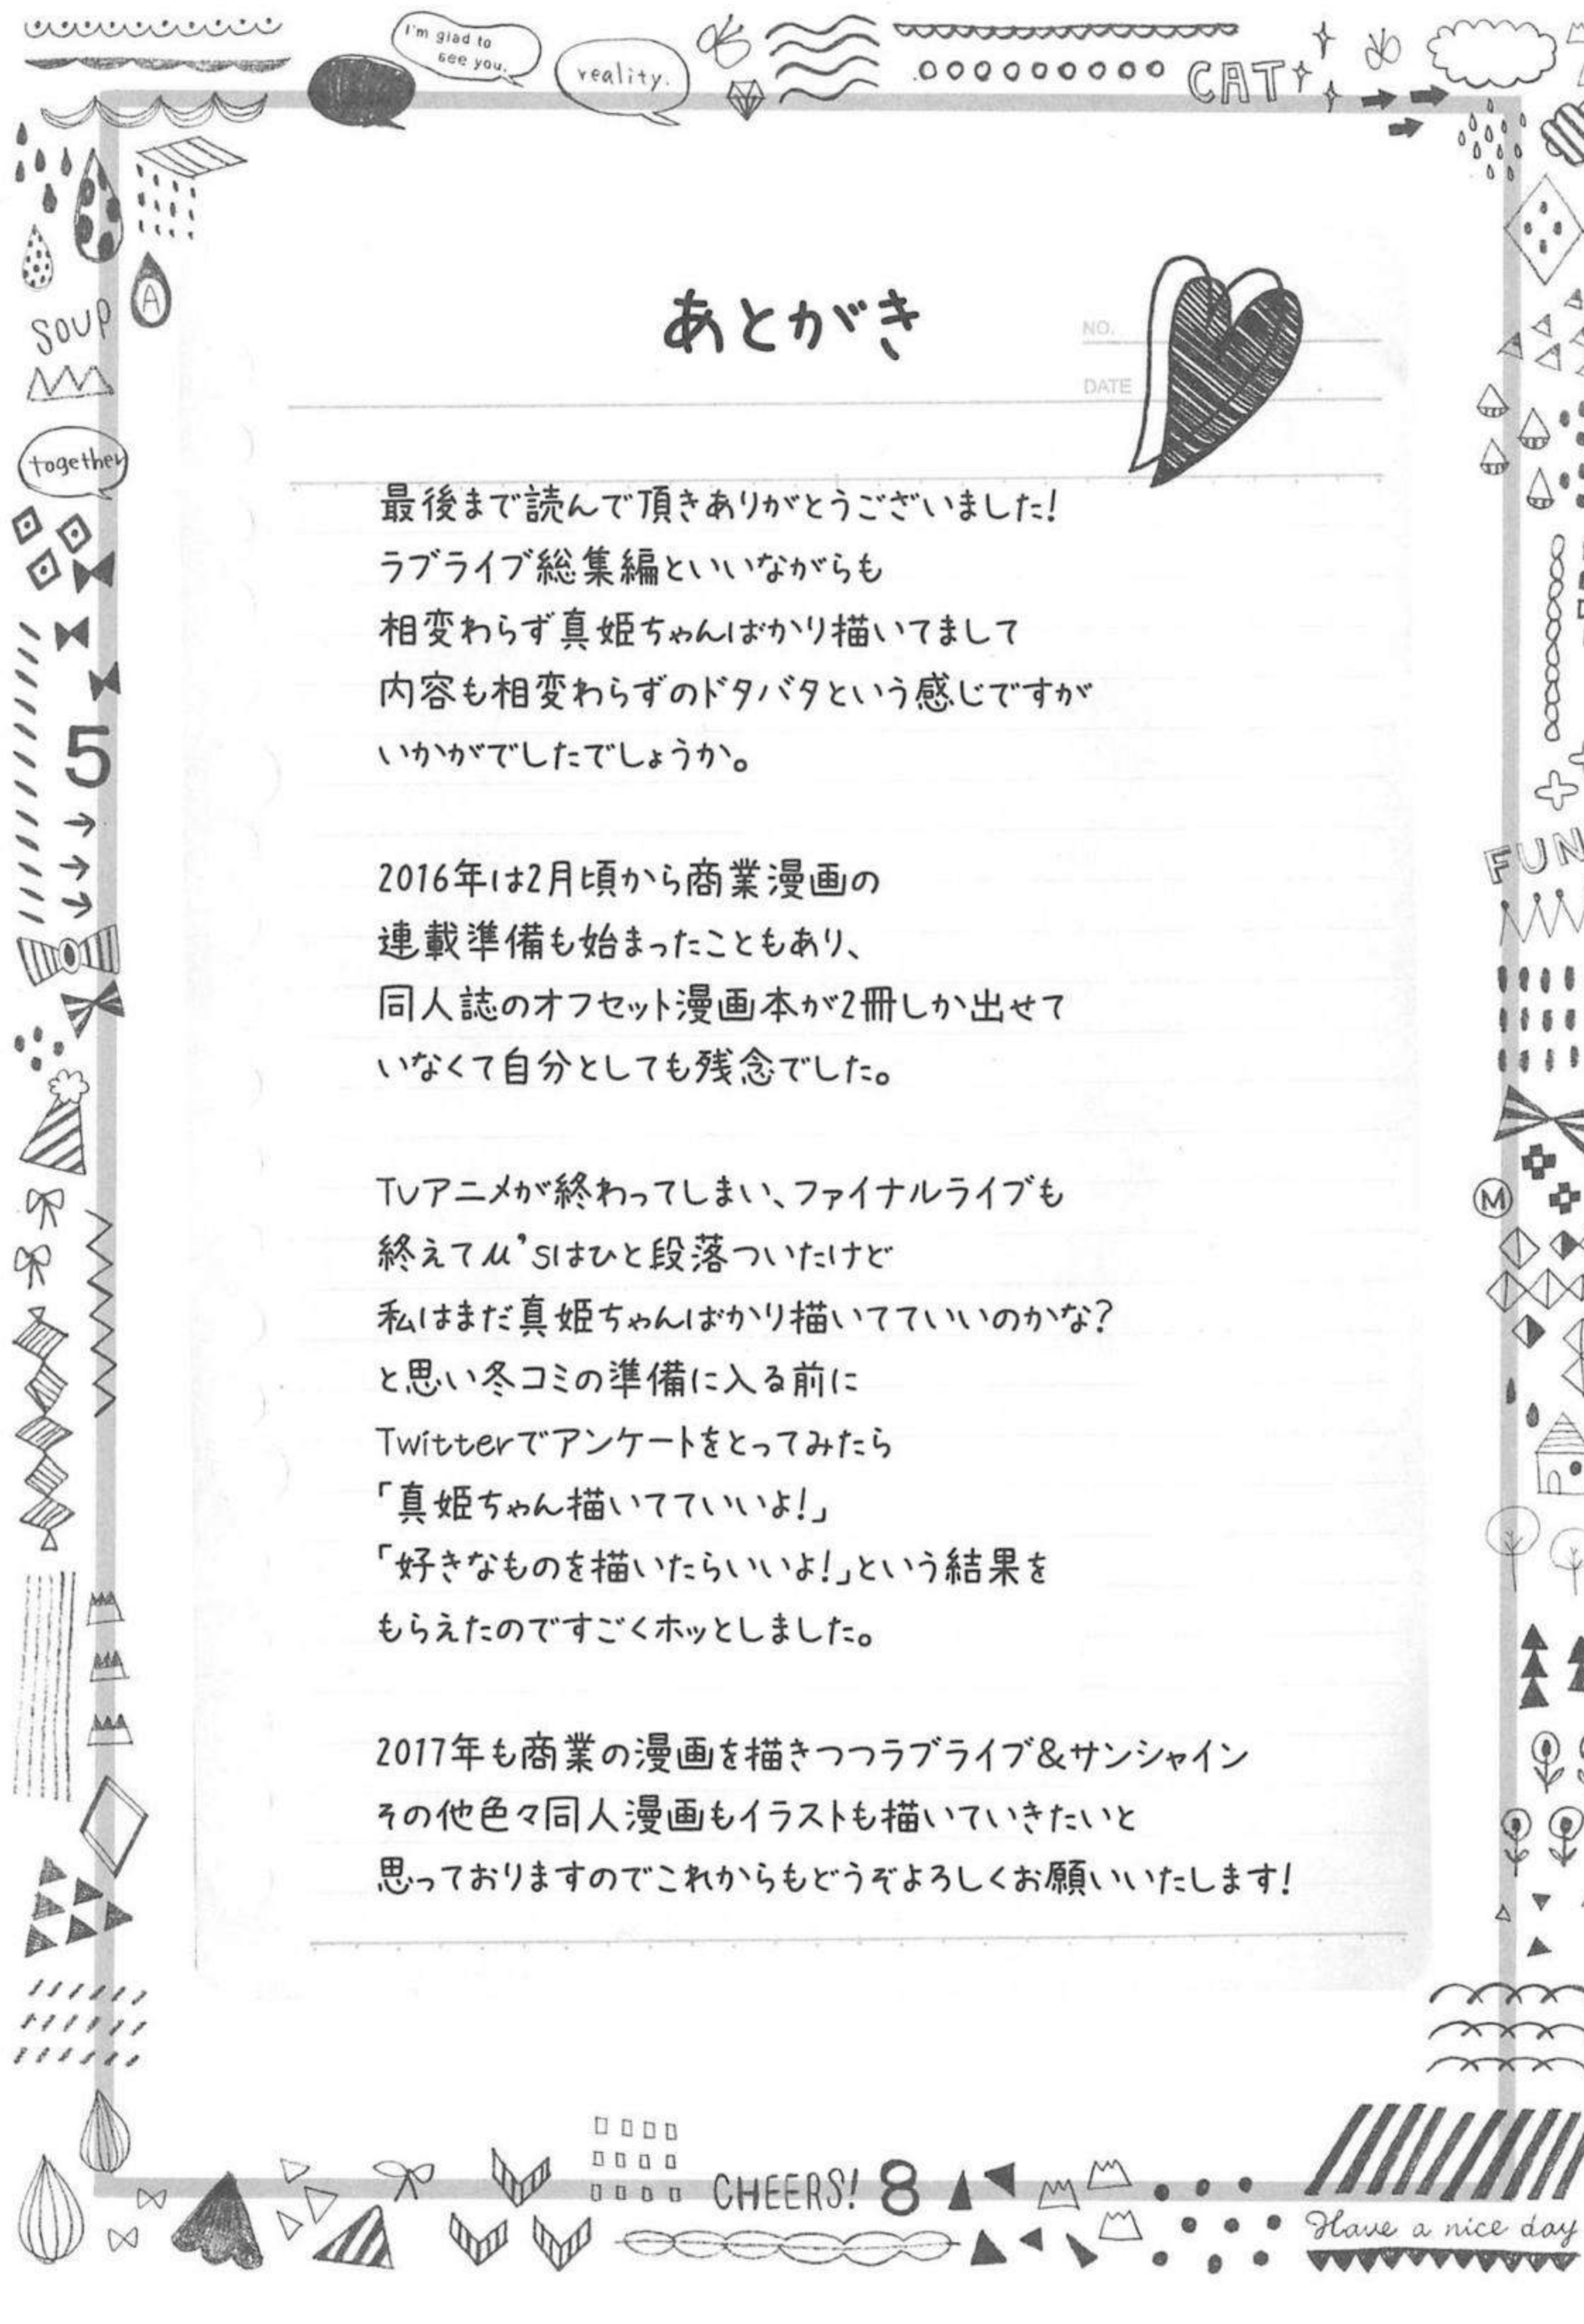 I'm glad to
see you.
reality.
CAT
A
SOUP
together
5
FUN
M
あとがき
NO.
DATE
最後まで読んで頂きありがとうございました!
ラブライブ総集編といいながらも
相変わらず真姫ちゃんばかり描いてまして
内容も相変わらずのドタバタという感じですが
いかがでしたでしょうか。
2016年は2月頃から商業漫画の
連載準備も始まったこともあり、
同人誌のオフセット漫画本が2冊しか出せて
いなくて自分としても残念でした。
TVアニメが終わってしまい、ファイナルライブも
終えてμ'sはひと段落ついたけど
私はまだ真姫ちゃんばかり描いてていいのかな?
と思い冬コミの準備に入る前に
Twitterでアンケートをとってみたら
「真姫ちゃん描いてていいよ!」
「好きなものを描いたらいいよ!」という結果を
もらえたのですごくホッとしました。
2017年も商業の漫画を描きつつラブライブ&サンシャイン
その他色々同人漫画もイラストも描いていきたいと
思っておりますのでこれからもどうぞよろしくお願いいたします!
CHEERS! 8
Have a nice day